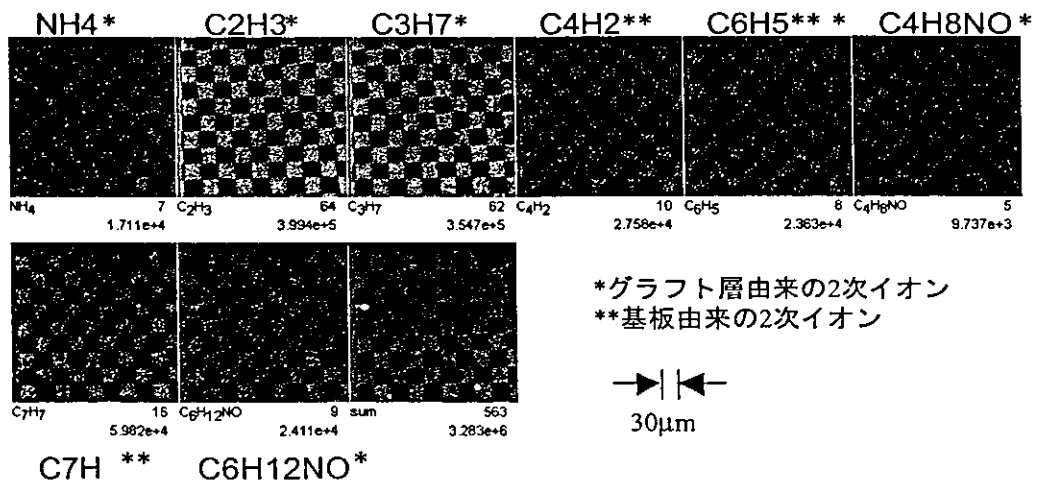 NH4* C2H3* C3H7* C4H2** C6H5** * C4H8NO*
NH4 7 C2H3 64 C3H7 62 C4H2 10 C6H5 8 C4H8NO 5
1.711e+4 3.994e+5 3.547e+5 2.758e+4 2.363e+4 9.737e+3
*グラフト層由来の2次イオン
**基板由来の2次イオン
30μm
C7H7 16 C6H12NO 9 sum 563
5.982e+4 2.411e+4 3.283e+6
C7H ** C6H12NO*